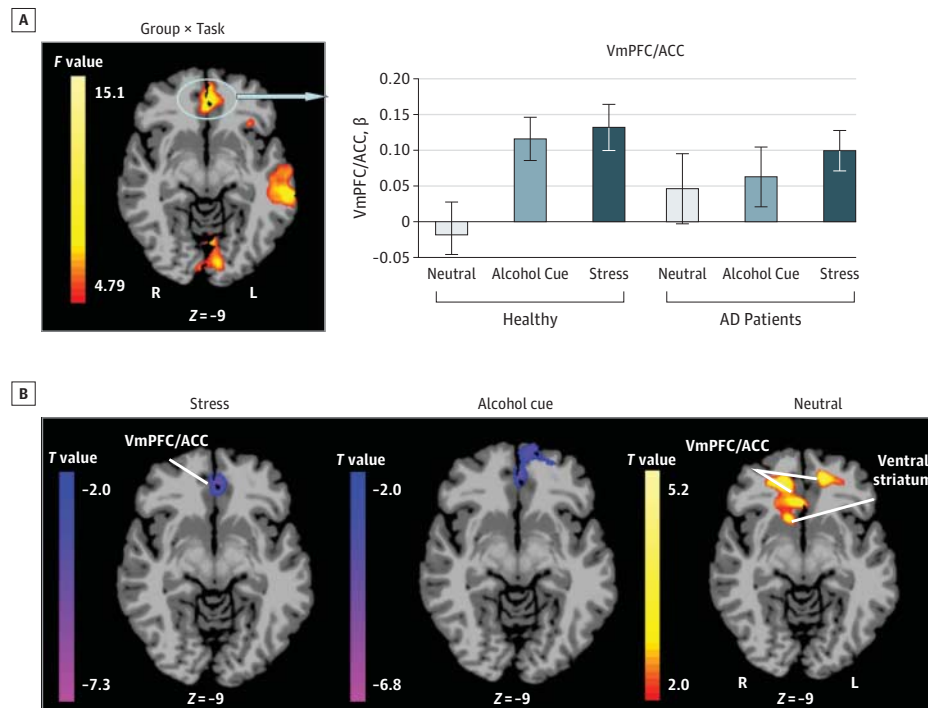 A
Group × Task
F value
15.1
4.79
R
L
Z=–9
VmPFC/ACC
VmPFC/ACC, β
0.20
0.15
0.10
0.05
0
-0.05
Neutral Alcohol Cue Stress Neutral Alcohol Cue Stress
Healthy AD Patients
B
Stress
VmPFC/ACC
T value
–2.0
–7.3
Z=–9
Alcohol cue
T value
–2.0
–6.8
Z=–9
Neutral
VmPFC/ACC
T value
5.2
2.0
Ventral
striatum
R
L
Z=–9